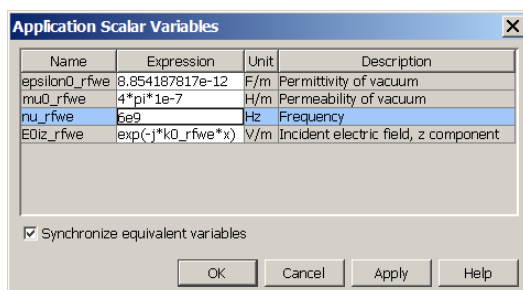 Application Scalar Variables
Name Expression Unit Description
epsilon0_rfwe 8.854187817e-12 F/m Permittivity of vacuum
mu0_rfwe 4*pi*1e-7 H/m Permeability of vacuum
nu_rfwe 6e9 Hz Frequency
E0iz_rfwe exp(-j*k0_rfwe*x) V/m Incident electric field, z component
Synchronize equivalent variables
OK Cancel Apply Help